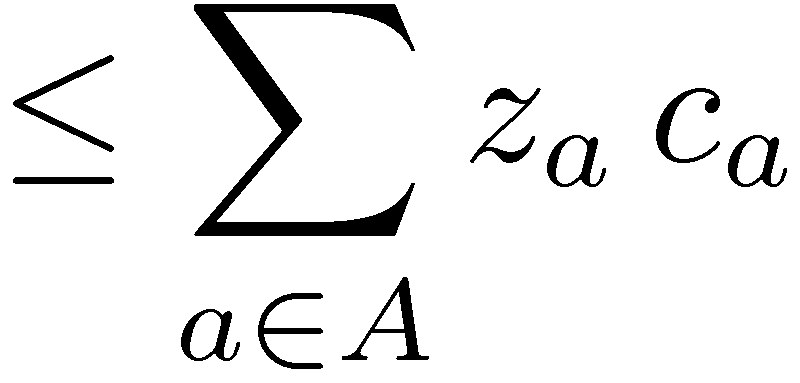 ≤ ∑ z_a c_a
a∈A